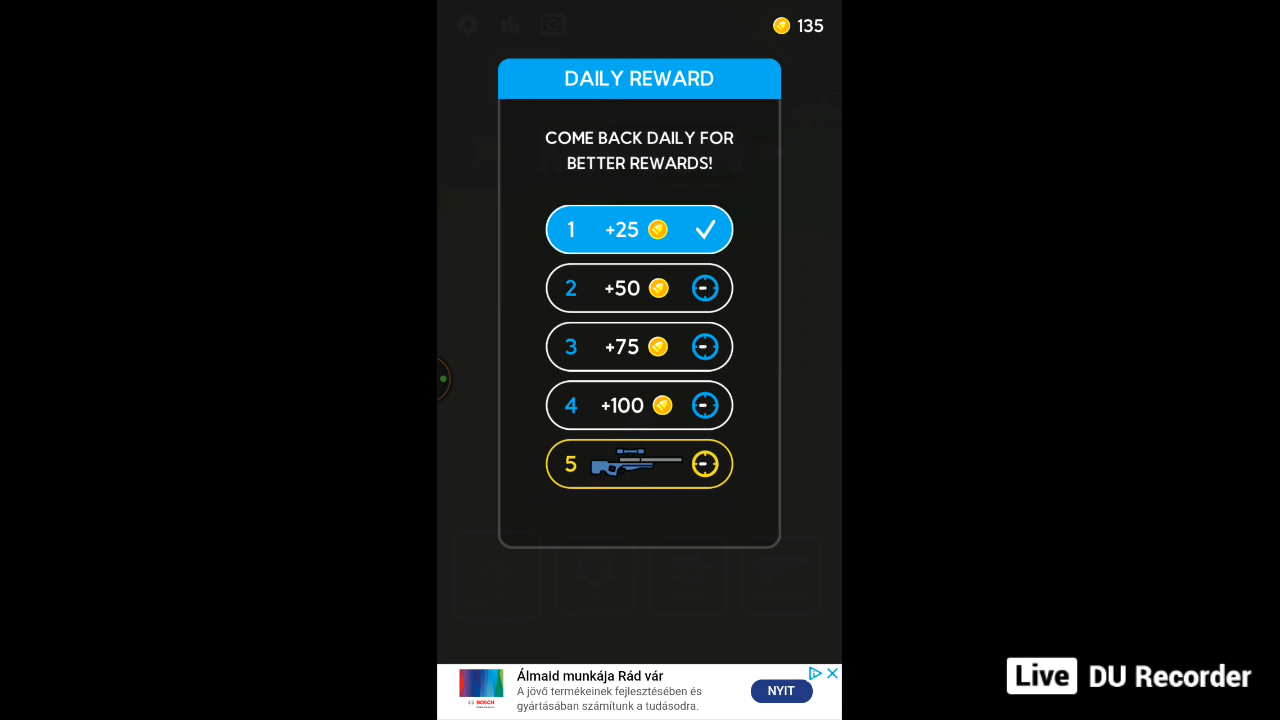 135
DAILY REWARD
COME BACK DAILY FOR
BETTER REWARDS!
1 +25
2 +50
3 +75
4 +100
5
Álmaid munkája Rád vár
A jövő termékeinek fejlesztésében és
gyártásában számítunk a tudásodra.
NYIT
BOSCH
Live DU Recorder